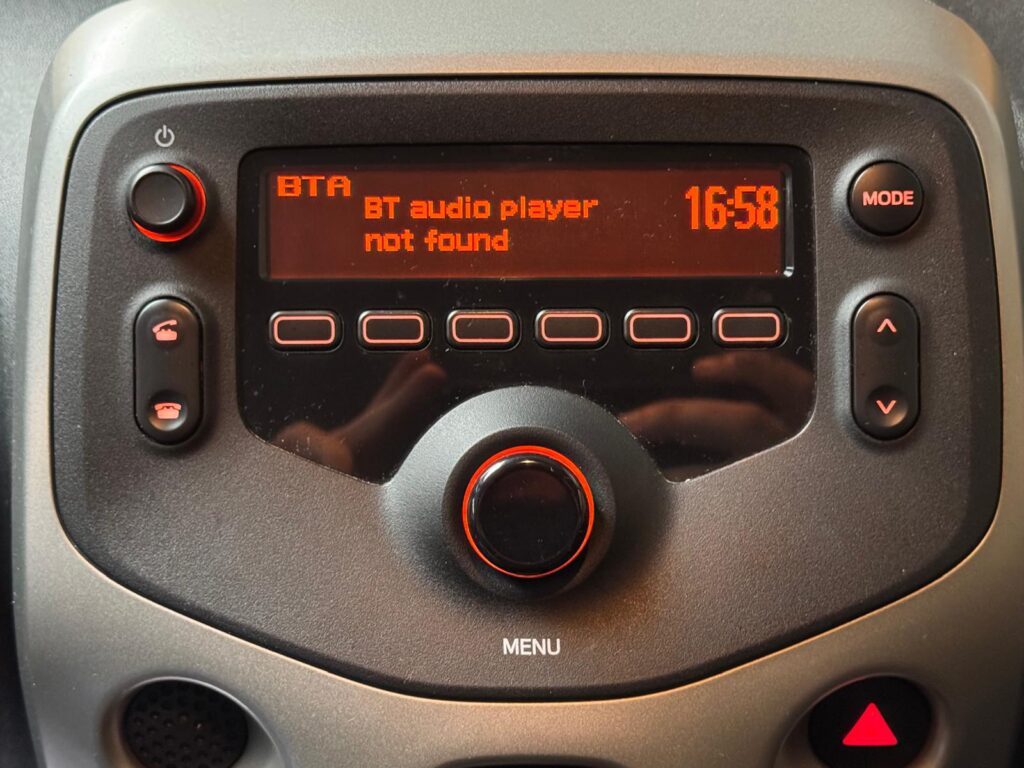 BTA
BT audio player
not found
16:58
MODE
MENU